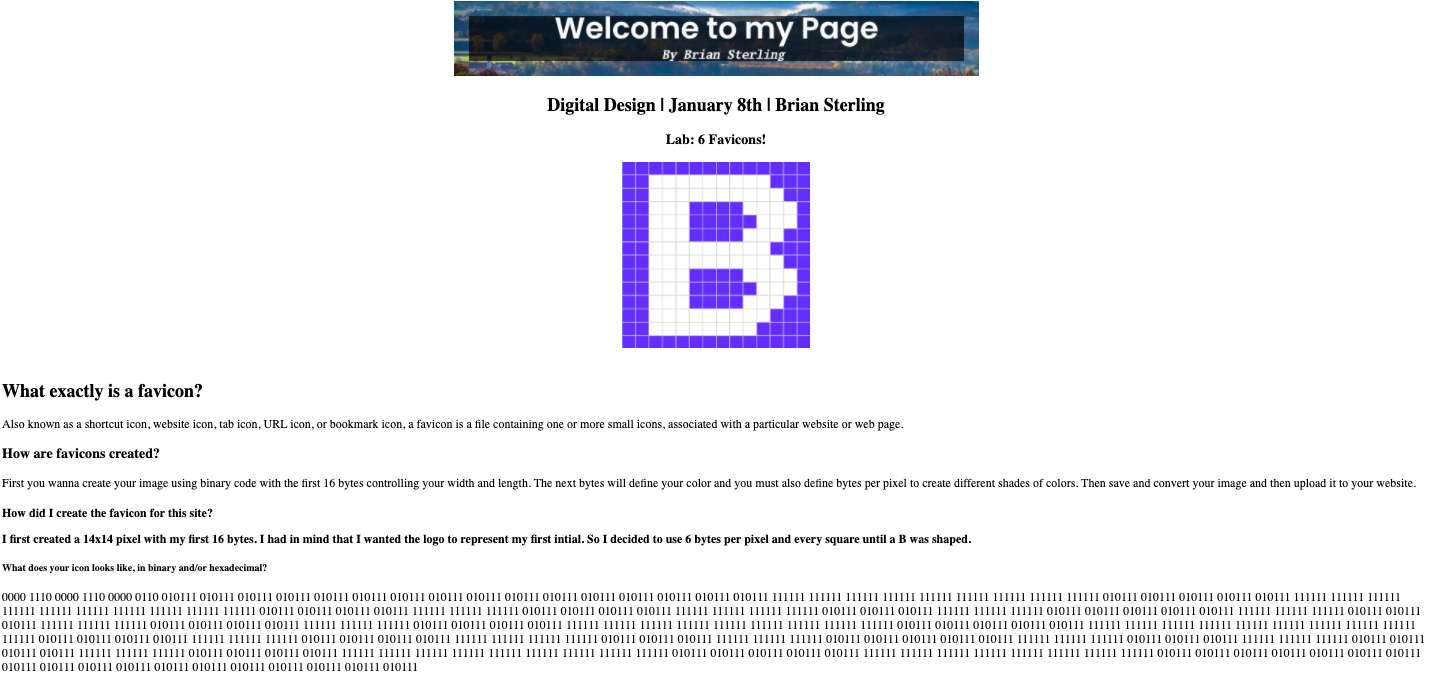 Welcome to my Page
By Brian Sterling
Digital Design | January 8th | Brian Sterling
Lab: 6 Favicons!
What exactly is a favicon?
Also known as a shortcut icon, website icon, tab icon, URL icon, or bookmark icon, a favicon is a file containing one or more small icons, associated with a particular website or web page.
How are favicons created?
First you wanna create your image using binary code with the first 16 bytes controlling your width and length. The next bytes will define your color and you must also define bytes per pixel to create different shades of colors. Then save and convert your image and then upload it to your website.
How did I create the favicon for this site?
I first created a 14x14 pixel with my first 16 bytes. I had in mind that I wanted the logo to represent my first intial. So I decided to use 6 bytes per pixel and every square until a B was shaped.
What does your icon looks like, in binary and/or hexadecimal?
0000 1110 0000 1110 0000 0110 010111 010111 010111 010111 010111 010111 010111 010111 010111 010111 010111 010111 010111 010111 010111 010111 111111 111111 111111 111111 111111 111111 111111 111111 111111 010111 010111 010111 010111 010111 111111 111111 111111
111111 111111 111111 111111 111111 111111 111111 010111 010111 010111 010111 111111 111111 111111 010111 010111 010111 010111 111111 111111 111111 111111 010111 010111 010111 111111 111111 111111 010111 010111 010111 010111 010111 111111 111111 111111 010111 010111
010111 111111 111111 111111 010111 010111 010111 010111 111111 111111 111111 010111 010111 010111 010111 111111 111111 111111 111111 111111 111111 111111 111111 111111 010111 010111 010111 010111 010111 111111 111111 111111 111111 111111 111111 111111 111111 111111
111111 010111 010111 010111 010111 111111 111111 111111 010111 010111 010111 010111 111111 111111 111111 111111 010111 010111 010111 111111 111111 111111 010111 010111 010111 010111 010111 111111 111111 111111 010111 010111 010111 111111 111111 111111 010111 010111
010111 010111 111111 111111 111111 010111 010111 010111 010111 111111 111111 111111 111111 111111 111111 111111 111111 111111 010111 010111 010111 010111 010111 111111 111111 111111 111111 111111 111111 111111 111111 010111 010111 010111 010111 010111 010111 010111
010111 010111 010111 010111 010111 010111 010111 010111 010111 010111 010111